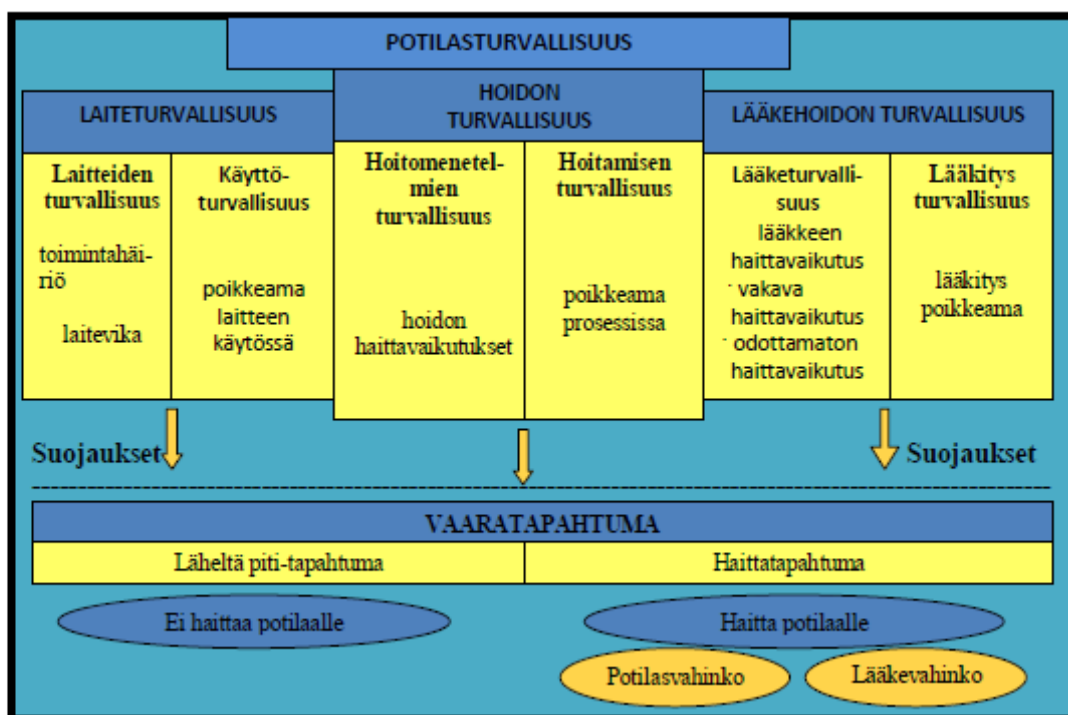 POTILASTURVALLISUUS
LAITETURVALLISUUS
HOIDON
TURVALLISUUS
LÄÄKEHOIDON TURVALLISUUS
Laitteiden
turvallisuus
toimintahäi-
riö
laitevika
Käyttö-
turvallisuus
poikkeama
laitteen
käytössä
Hoitomenetel-
mien
turvallisuus
hoidon
haittavaikutukset
Hoitamisen
turvallisuus
poikkeama
prosessissa
Lääketurvalli-
suus
lääkkeen
haittavaikutus
vakava
haittavaikutus
odottamaton
haittavaikutus
Lääkitys
turvallisuus
lääkitys
poikkeama
Suojaukset
Suojaukset
VAARATAPAHTUMA
Läheltä piti-tapahtuma
Haittatapahtuma
Ei haittaa potilaalle
Haitta potilaalle
Potilasvahinko
Lääkevahinko